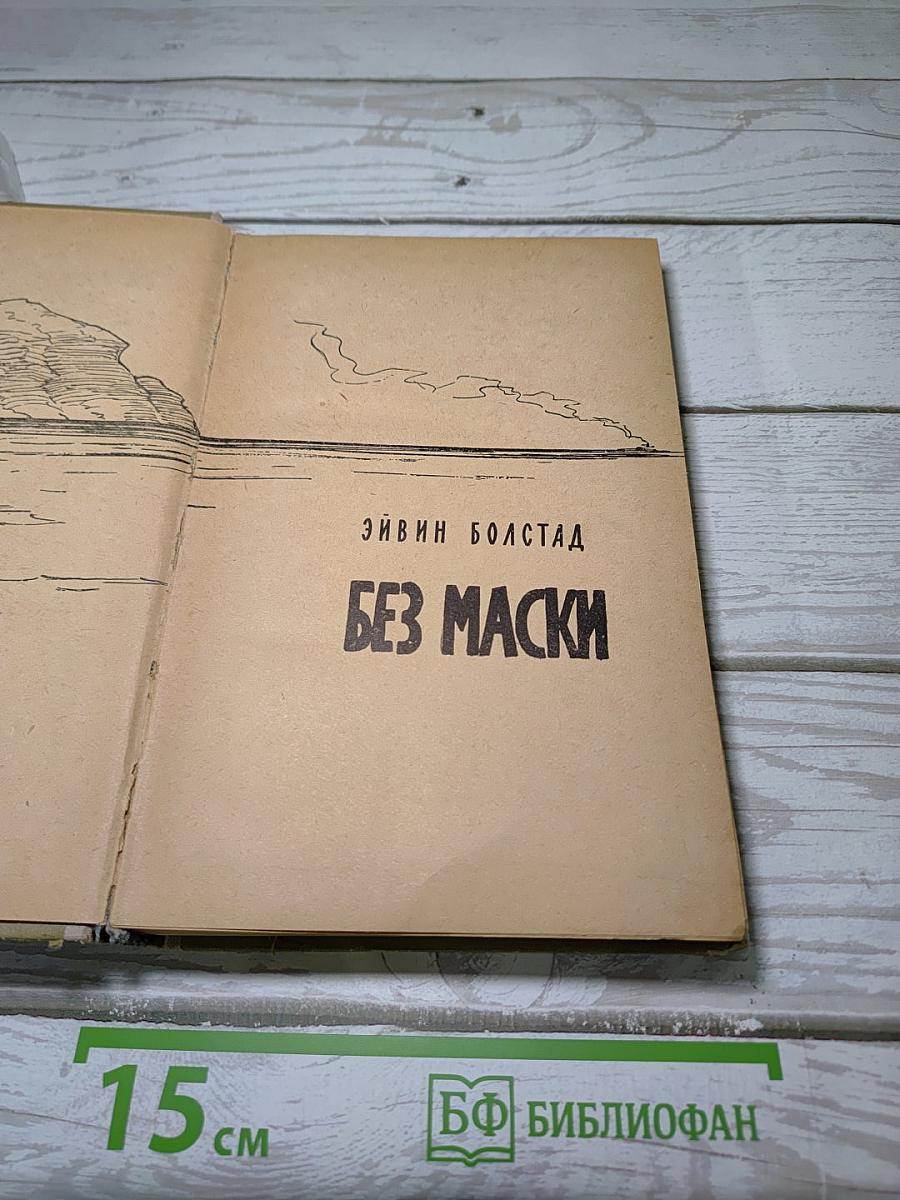 ЭЙВИН БОЛСТАД
БЕЗ МАСКИ
15 см
БФ БИБЛИОФАН